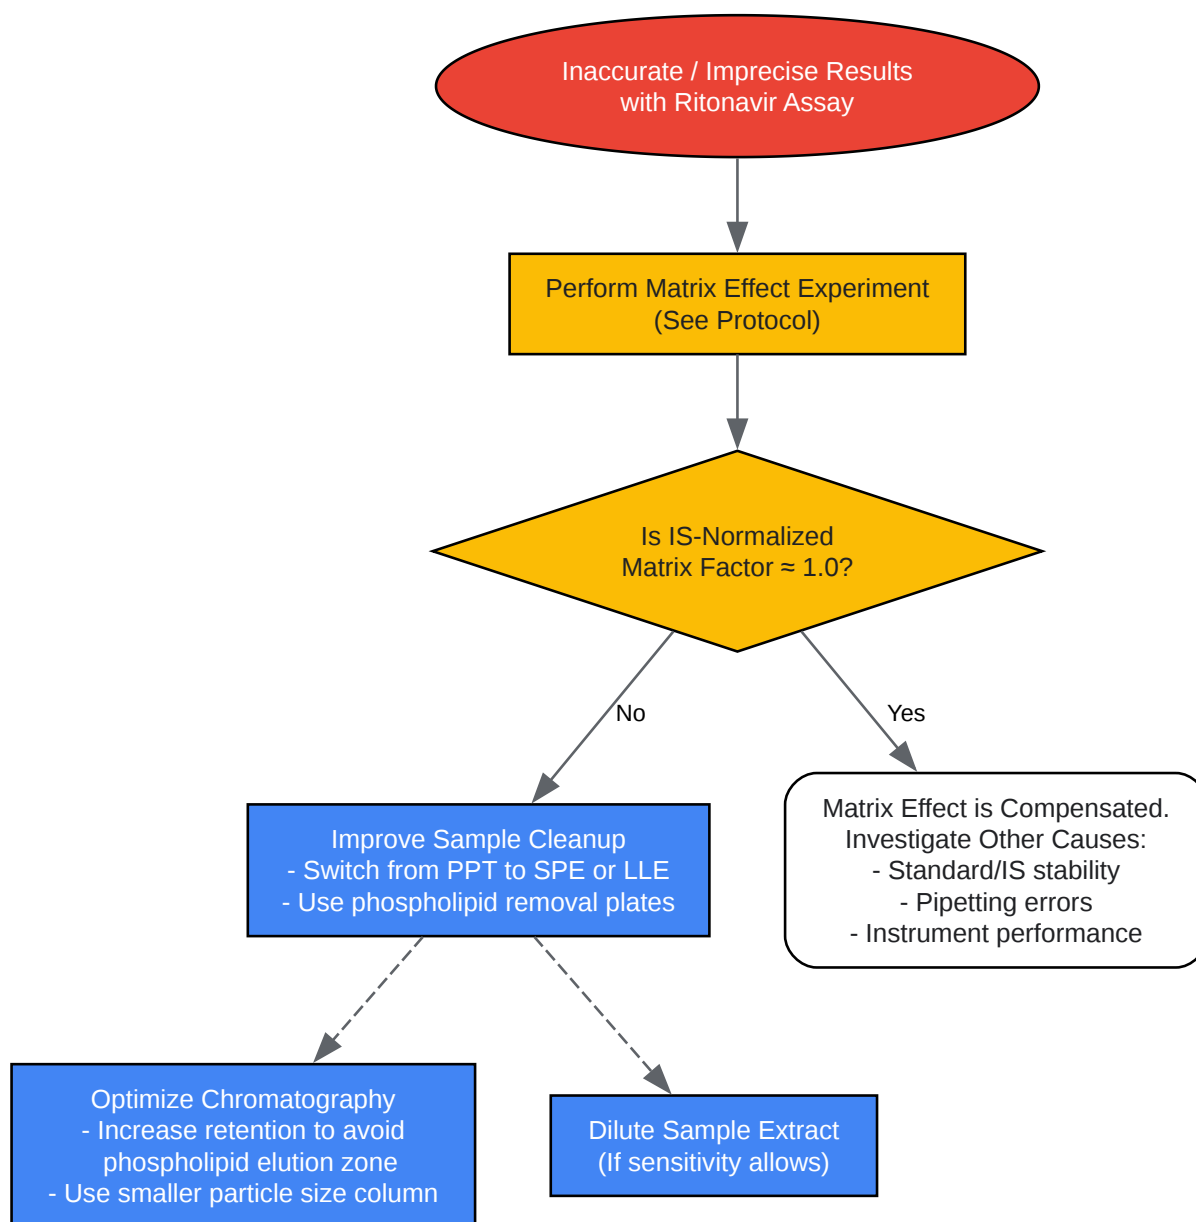 Inaccurate / Imprecise Results
with Ritonavir Assay
Perform Matrix Effect Experiment
(See Protocol)
Is IS-Normalized
Matrix Factor ≈ 1.0?
No
Yes
Improve Sample Cleanup
- Switch from PPT to SPE or LLE
- Use phospholipid removal plates
Matrix Effect is Compensated.
Investigate Other Causes:
- Standard/IS stability
- Pipetting errors
- Instrument performance
Optimize Chromatography
- Increase retention to avoid
phospholipid elution zone
- Use smaller particle size column
Dilute Sample Extract
(If sensitivity allows)